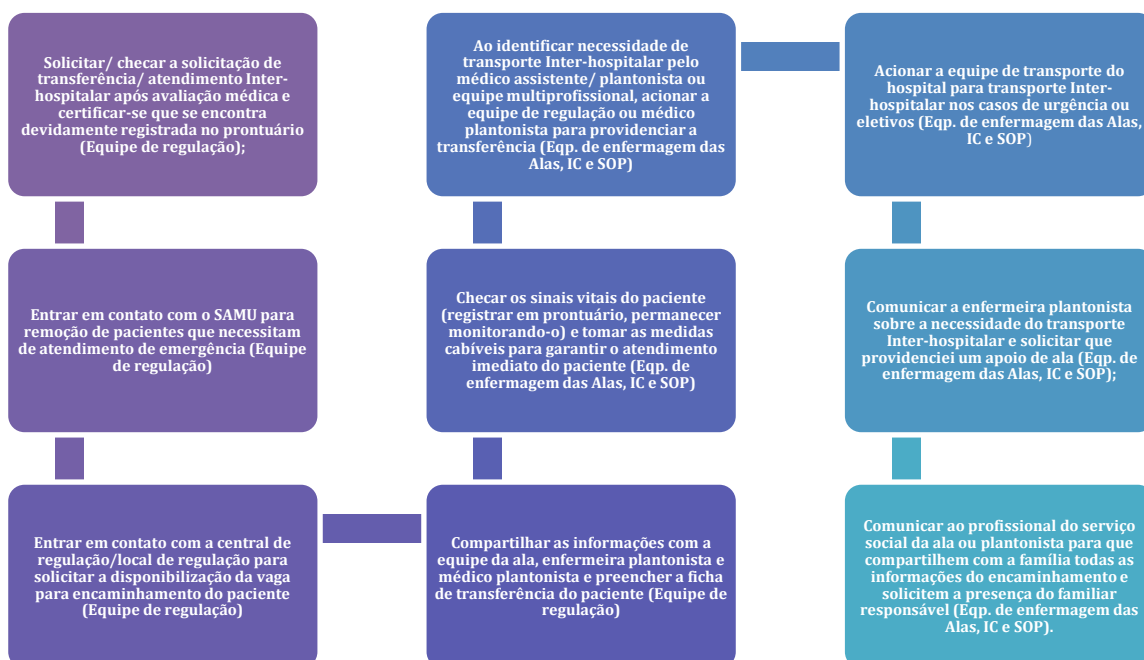 Solicitar/ checar a solicitação de
transferência/ atendimento Inter-
hospitalar após avaliação médica e
certificar-se que se encontra
devidamente registrada no prontuário
(Equipe de regulação);
Entrar em contato com o SAMU para
remoção de pacientes que necessitam
de atendimento de emergência (Equipe
de regulação)
Entrar em contato com a central de
regulação/local de regulação para
solicitar a disponibilização da vaga
para encaminhamento do paciente
(Equipe de regulação)
Compartilhar as informações com a
equipe da ala, enfermeira plantonista e
médico plantonista e preencher a ficha
de transferência do paciente (Equipe de
regulação)
Checar os sinais vitais do paciente
(registrar em prontuário, permanecer
monitorando-o) e tomar as medidas
cabíveis para garantir o atendimento
imediato do paciente (Eqp. de
enfermagem das Alas, IC e SOP)
Ao identificar necessidade de
transporte Inter-hospitalar pelo
médico assistente/ plantonista ou
equipe multiprofissional, acionar a
equipe de regulação ou médico
plantonista para providenciar a
transferência (Eqp. de enfermagem das
Alas, IC e SOP)
Acionar a equipe de transporte do
hospital para transporte Inter-
hospitalar nos casos de urgência ou
eletivos (Eqp. de enfermagem das Alas,
IC e SOP)
Comunicar a enfermeira plantonista
sobre a necessidade do transporte
Inter-hospitalar e solicitar que
providenciei um apoio de ala (Eqp. de
enfermagem das Alas, IC e SOP);
Comunicar ao profissional do serviço
social da ala ou plantonista para que
compartilhem com a família todas as
informações do encaminhamento e
solicitem a presença do familiar
responsável (Eqp. de enfermagem das
Alas, IC e SOP).